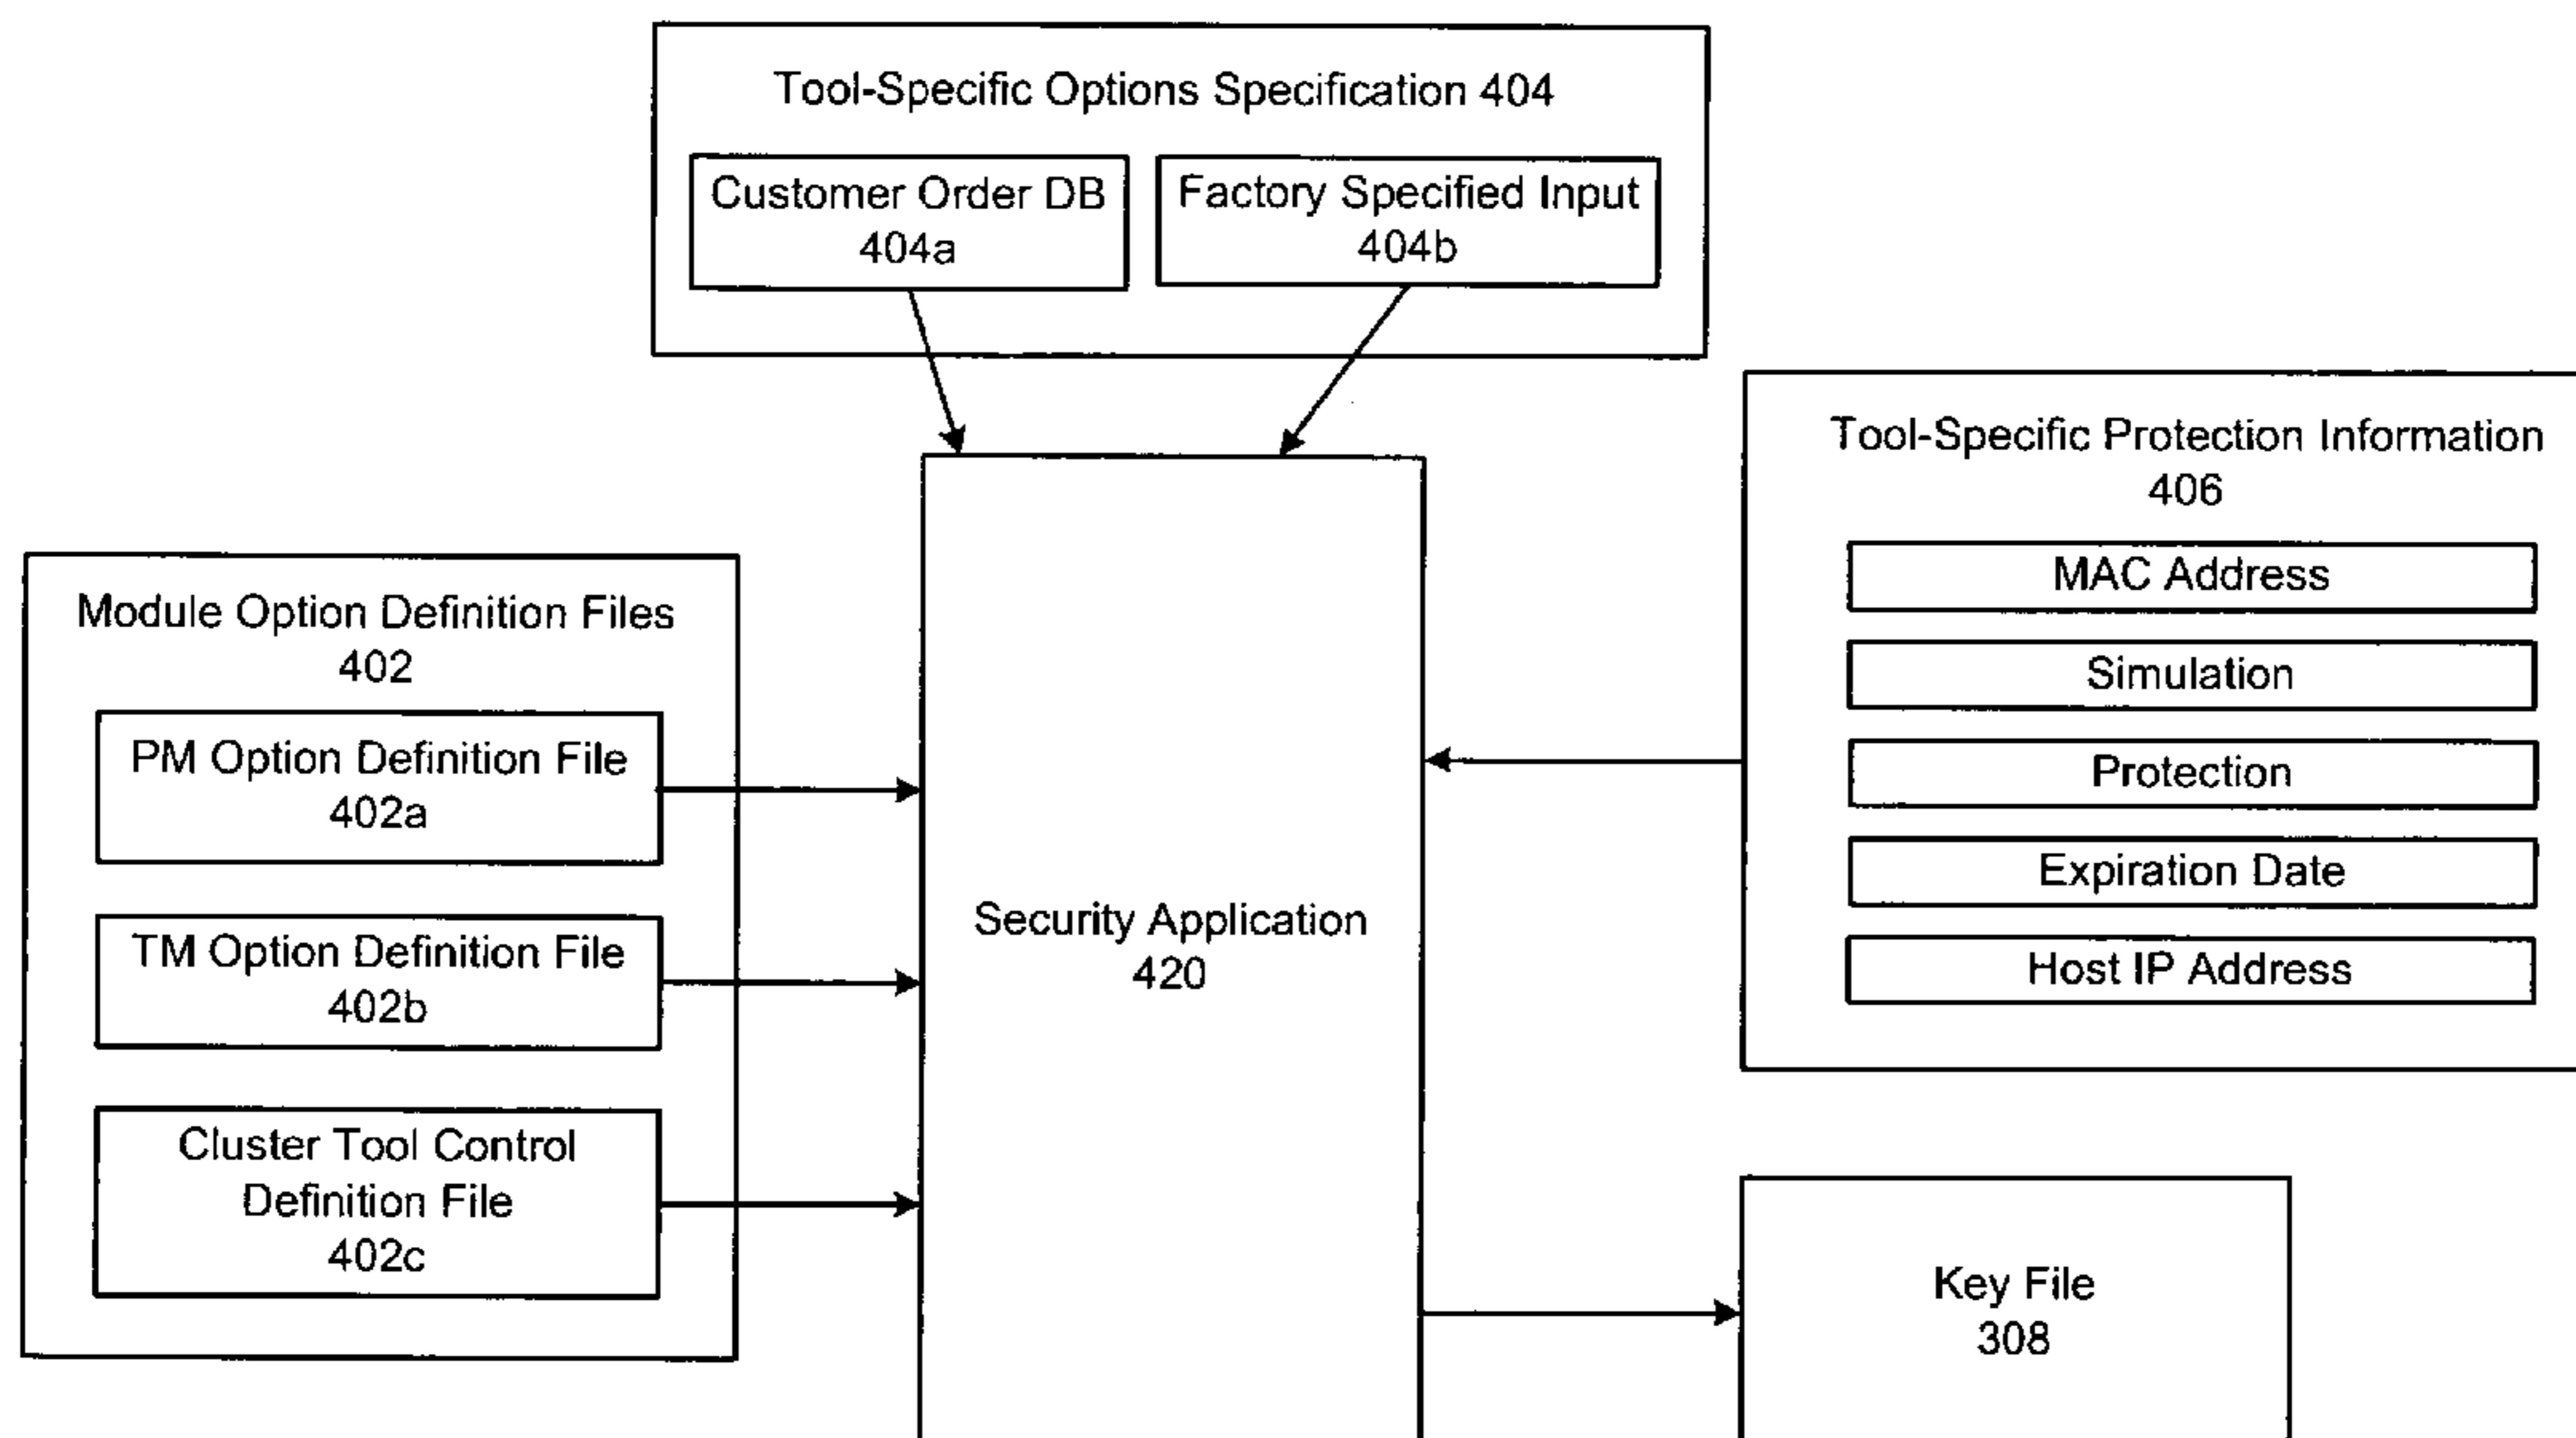 Tool-Specific Options Specification 404
Customer Order DB
404a
Factory Specified Input
404b
Tool-Specific Protection Information
406
MAC Address
Simulation
Protection
Expiration Date
Host IP Address
Module Option Definition Files
402
PM Option Definition File
402a
TM Option Definition File
402b
Cluster Tool Control
Definition File
402c
Security Application
420
Key File
308